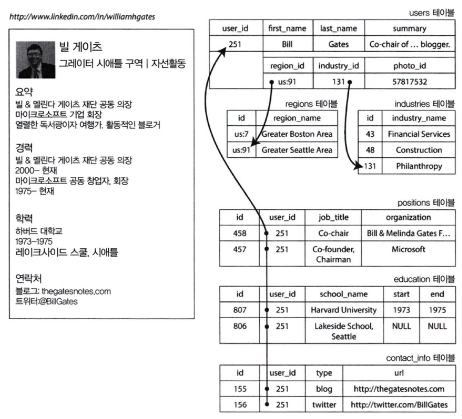 http://www.linkedin.com/in/williamhgates
빌 게이츠
그레이터 시애틀 구역 | 자선활동
요약
빌 & 멜린다 게이츠 재단 공동 의장
마이크로소프트 기업 회장
열렬한 독서광이자 여행가. 활동적인 블로거
경력
빌 & 멜린다 게이츠 재단 공동 의장
2000- 현재
마이크로소프트 공동 창업자, 회장
1975- 현재
학력
하버드 대학교
1973-1975
레이크사이드 스쿨, 시애틀
연락처
블로그: thegatesnotes.com
트위터:@BillGates
users 테이블
user_id first_name last_name summary
251 Bill Gates Co-chair of ... blogger.
region_id industry_id photo_id
us:91 131 57817532
regions 테이블
id region_name
us:7 Greater Boston Area
us:91 Greater Seattle Area
industries 테이블
id industry_name
43 Financial Services
48 Construction
131 Philanthropy
positions 테이블
id user_id job_title organization
458 251 Co-chair Bill & Melinda Gates F...
457 251 Co-founder, Chairman Microsoft
education 테이블
id user_id school_name start end
807 251 Harvard University 1973 1975
806 251 Lakeside School, Seattle NULL NULL
contact_info 테이블
id user_id type url
155 251 blog http://thegatesnotes.com
156 251 twitter http://twitter.com/BillGates